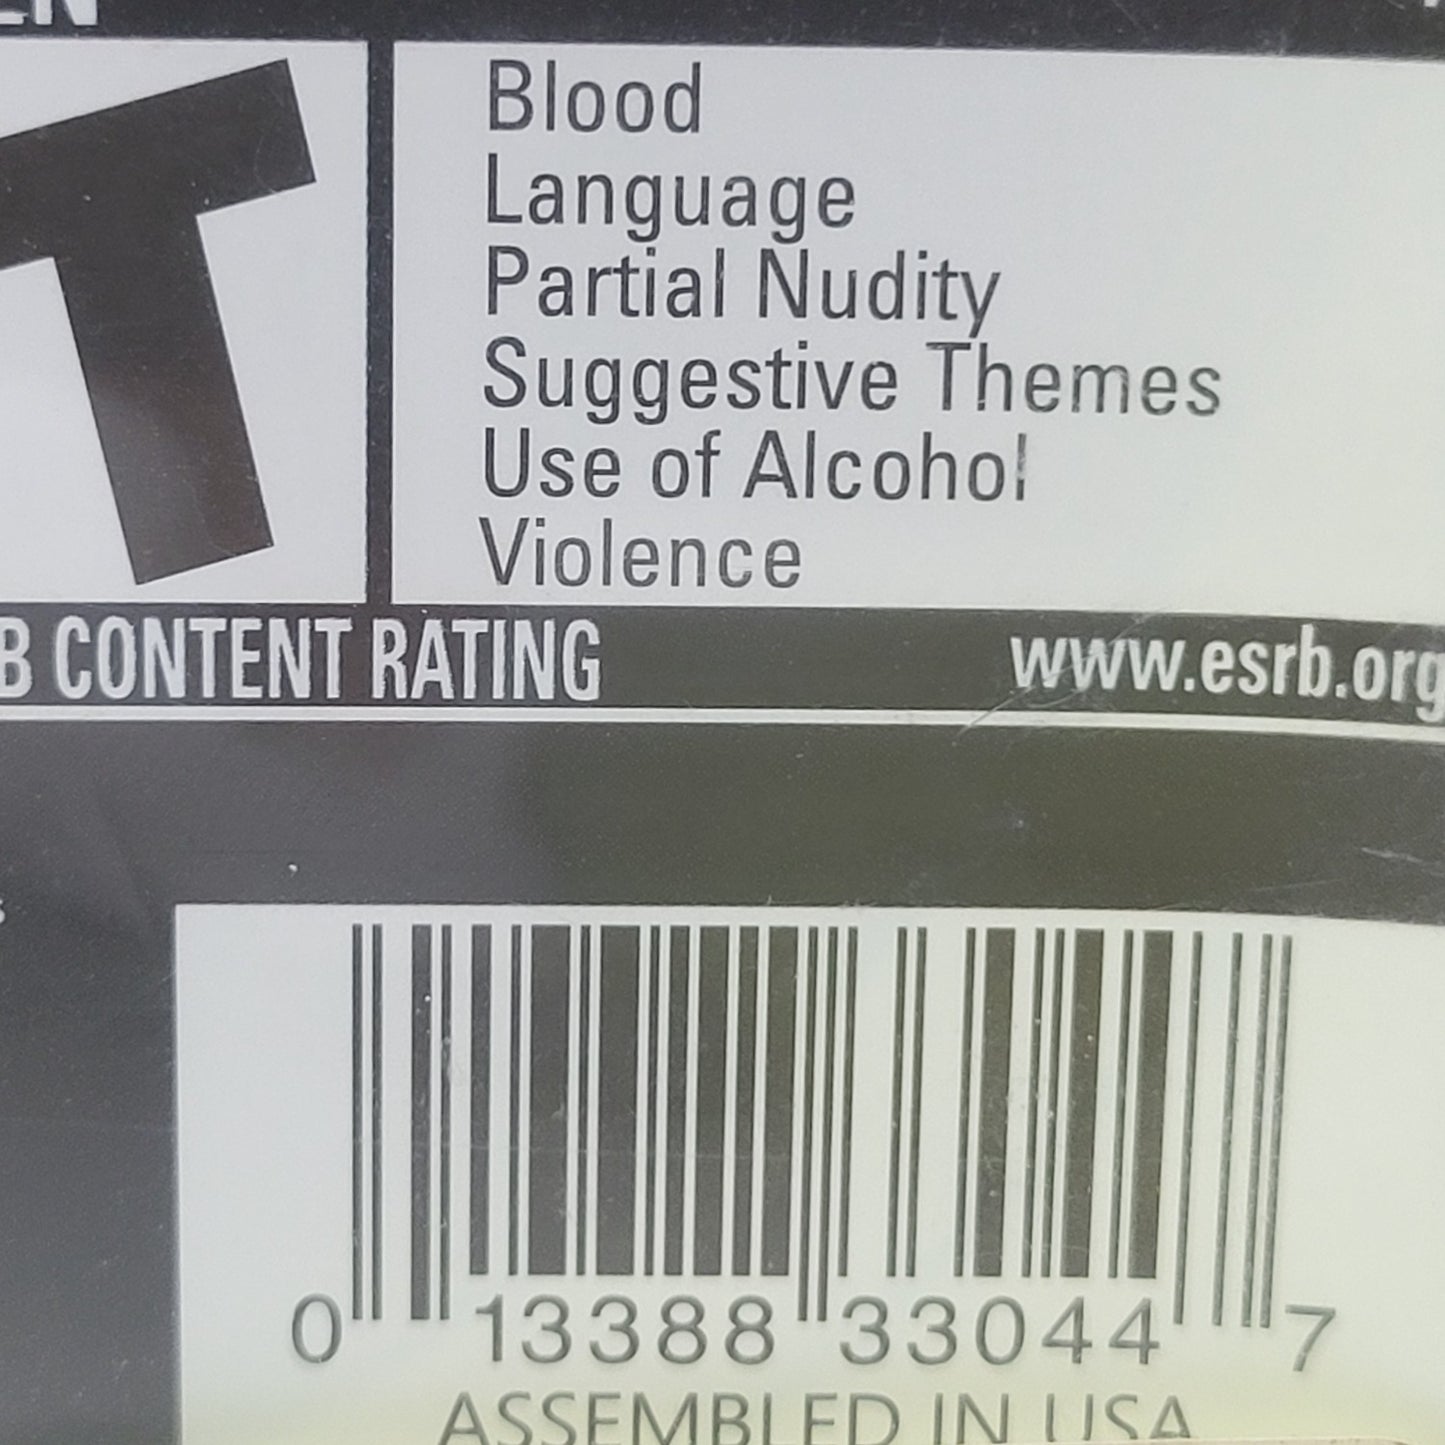 EN
T
Blood
Language
Partial Nudity
Suggestive Themes
Use of Alcohol
Violence
B CONTENT RATING
www.esrb.org
s
0 13388 33044 7
ASSEMBLED IN USA